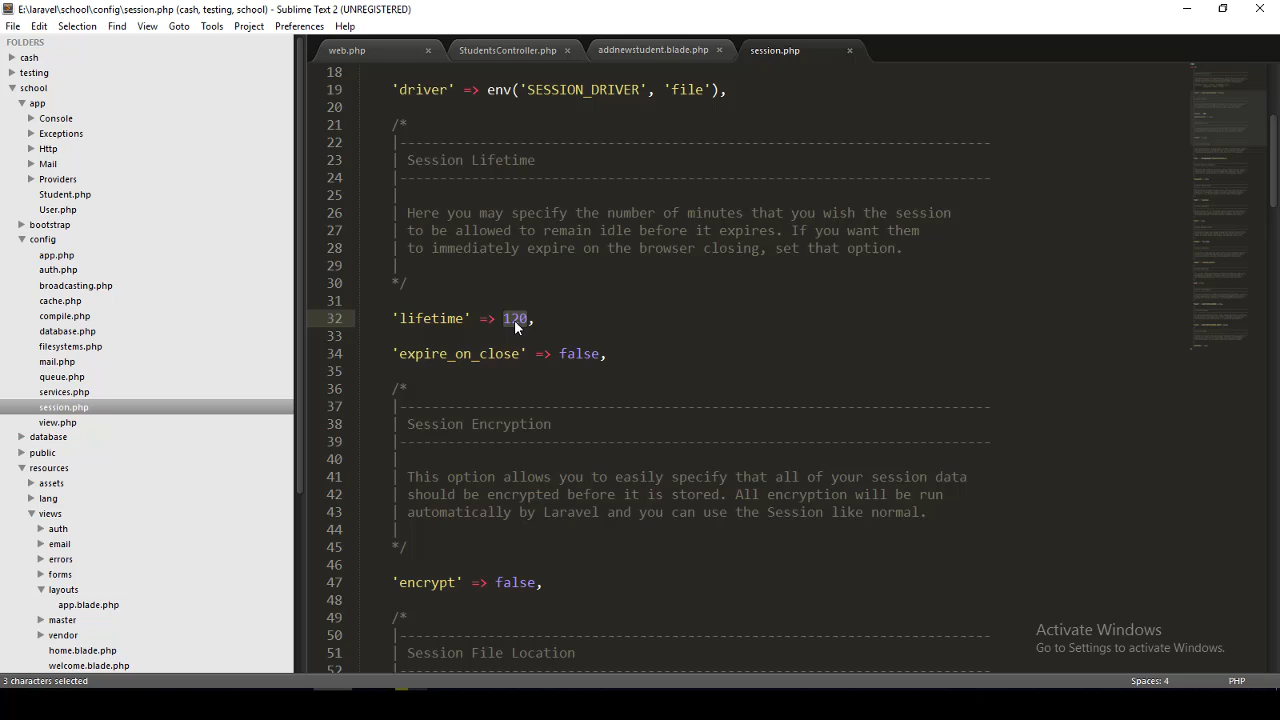 E:\laravel\school\config\session.php (cash, testing, school) - Sublime Text 2 (UNREGISTERED)
File Edit Selection Find View Goto Tools Project Preferences Help
FOLDERS
cash
testing
school
app
Console
Exceptions
Http
Mail
Providers
Student.php
User.php
bootstrap
config
app.php
auth.php
broadcasting.php
cache.php
compile.php
database.php
filesystems.php
mail.php
queue.php
services.php
session.php
view.php
database
public
resources
assets
lang
views
auth
email
errors
forms
layouts
app.blade.php
master
vendor
home.blade.php
welcome.blade.php
web.php StudentsController.php addnewstudent.blade.php session.php
18
19 'driver' => env('SESSION_DRIVER', 'file'),
20
21 /*
22 |--------------------------------------------------------------------------
23 | Session Lifetime
24 |--------------------------------------------------------------------------
25 |
26 | Here you may specify the number of minutes that you wish the session
27 | to be allowed to remain idle before it expires. If you want them
28 | to immediately expire on the browser closing, set that option.
29 |
30 */
31
32 'lifetime' => 120,
33
34 'expire_on_close' => false,
35
36 /*
37 |--------------------------------------------------------------------------
38 | Session Encryption
39 |--------------------------------------------------------------------------
40 |
41 | This option allows you to easily specify that all of your session data
42 | should be encrypted before it is stored. All encryption will be run
43 | automatically by Laravel and you can use the Session like normal.
44 |
45 */
46
47 'encrypt' => false,
48
49 /*
50 |--------------------------------------------------------------------------
51 | Session File Location
52 |--------------------------------------------------------------------------
Activate Windows
Go to Settings to activate Windows.
3 characters selected Spaces: 4 PHP